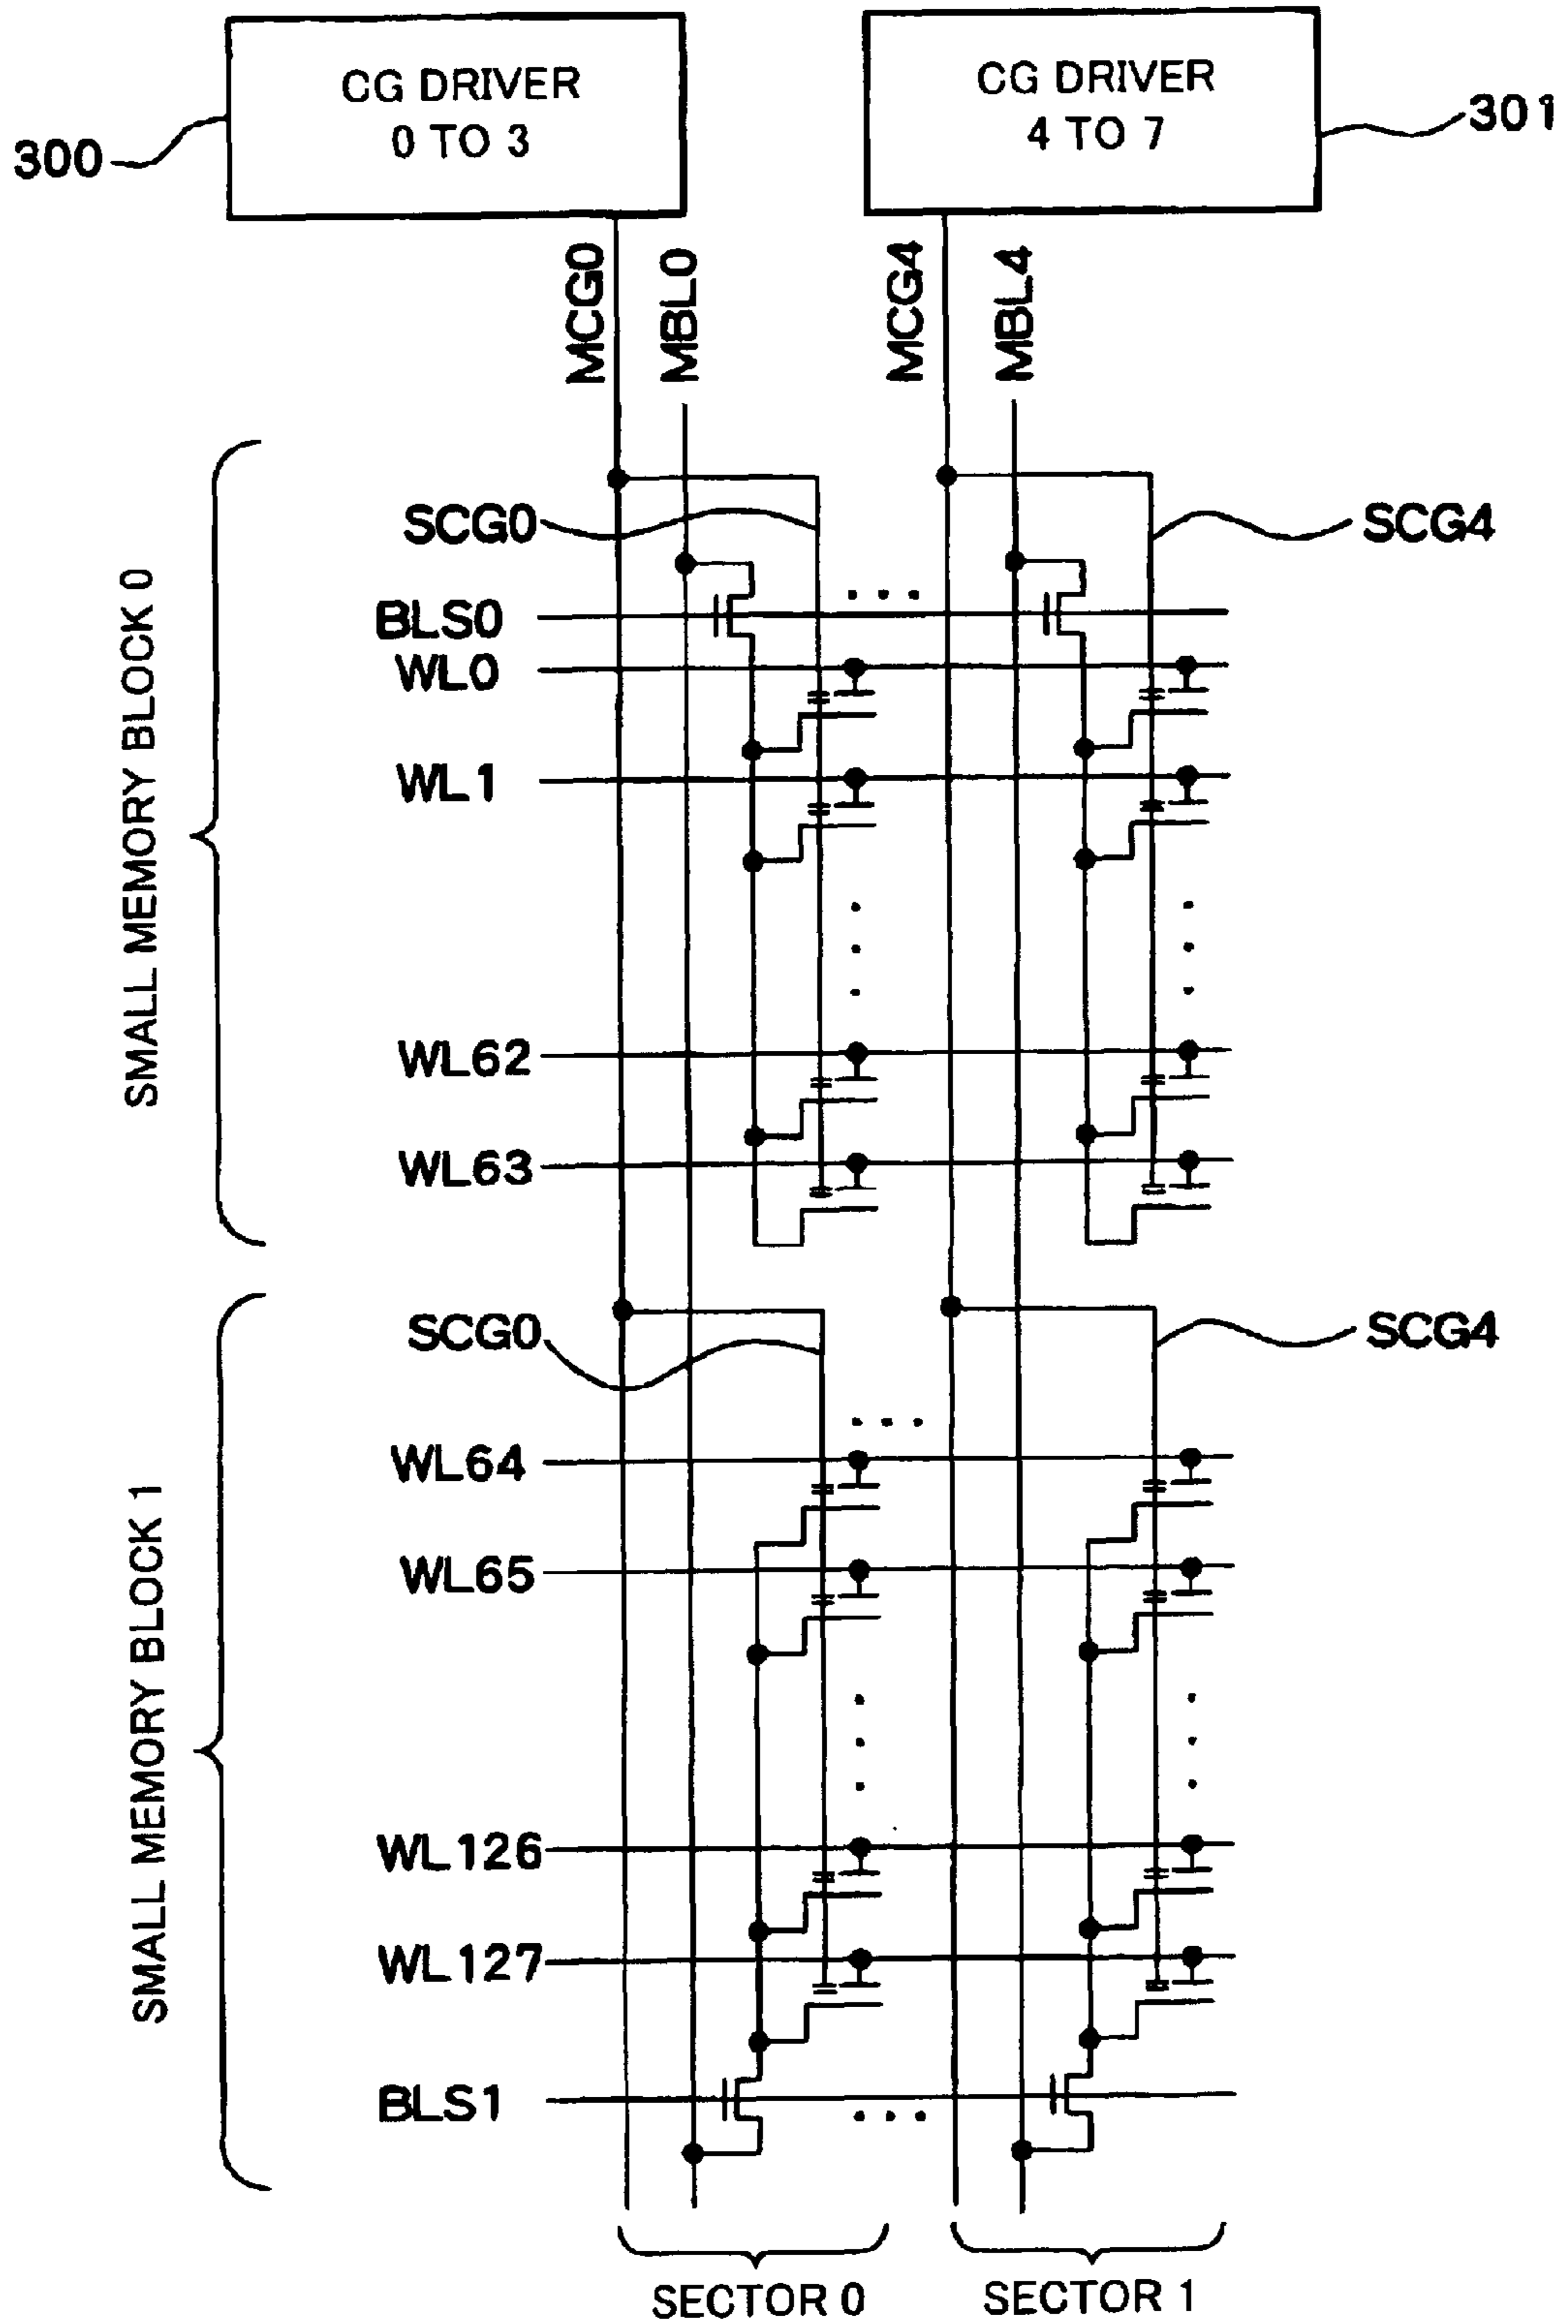 CG DRIVER
0 TO 3
CG DRIVER
4 TO 7
300
301
MCG0
MBL0
MCG4
MBL4
SMALL MEMORY BLOCK 0
SCG0
SCG4
BLS0
WL0
WL1
WL62
WL63
SMALL MEMORY BLOCK 1
SCG0
SCG4
WL64
WL65
WL126
WL127
BLS1
SECTOR 0
SECTOR 1